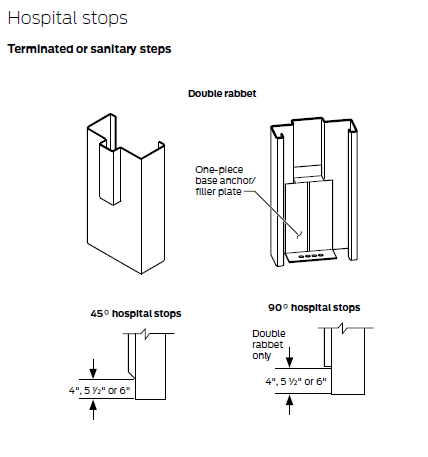 Hospital stops
Terminated or sanitary steps
Double rabbet
One-piece
base anchor/
filler plate
45° hospital stops
90° hospital stops
Double
rabbet
only
4", 5 ½" or 6"
4", 5 ½" or 6"